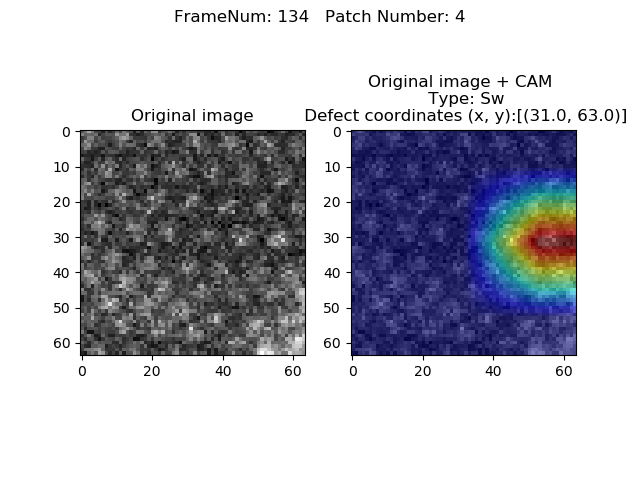 FrameNum: 134   Patch Number: 4
Original image
Original image + CAM
Type: Sw
Defect coordinates (x, y):[(31.0, 63.0)]
0
10
20
30
40
50
60
0 20 40 60
0
10
20
30
40
50
60
0 20 40 60